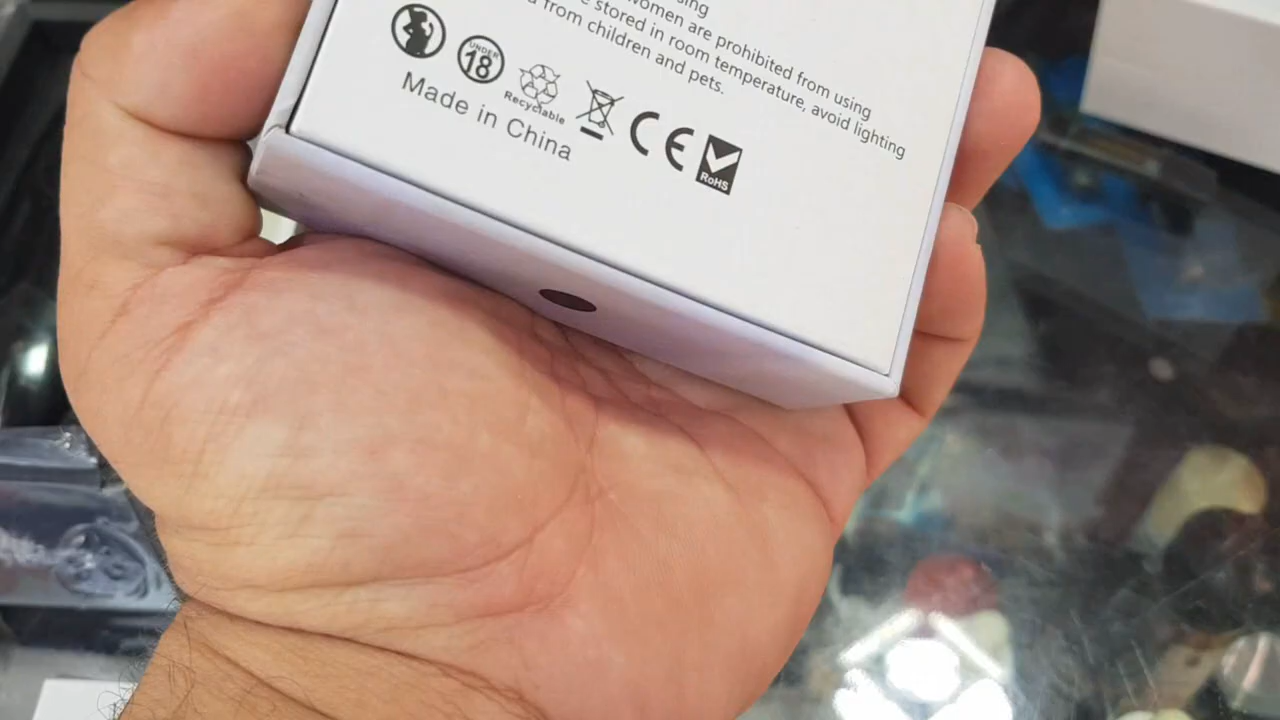 women are prohibited from using
stored in room temperature, avoid lighting
from children and pets.
UNDER
18
Recyclable
CE
RoHS
Made in China